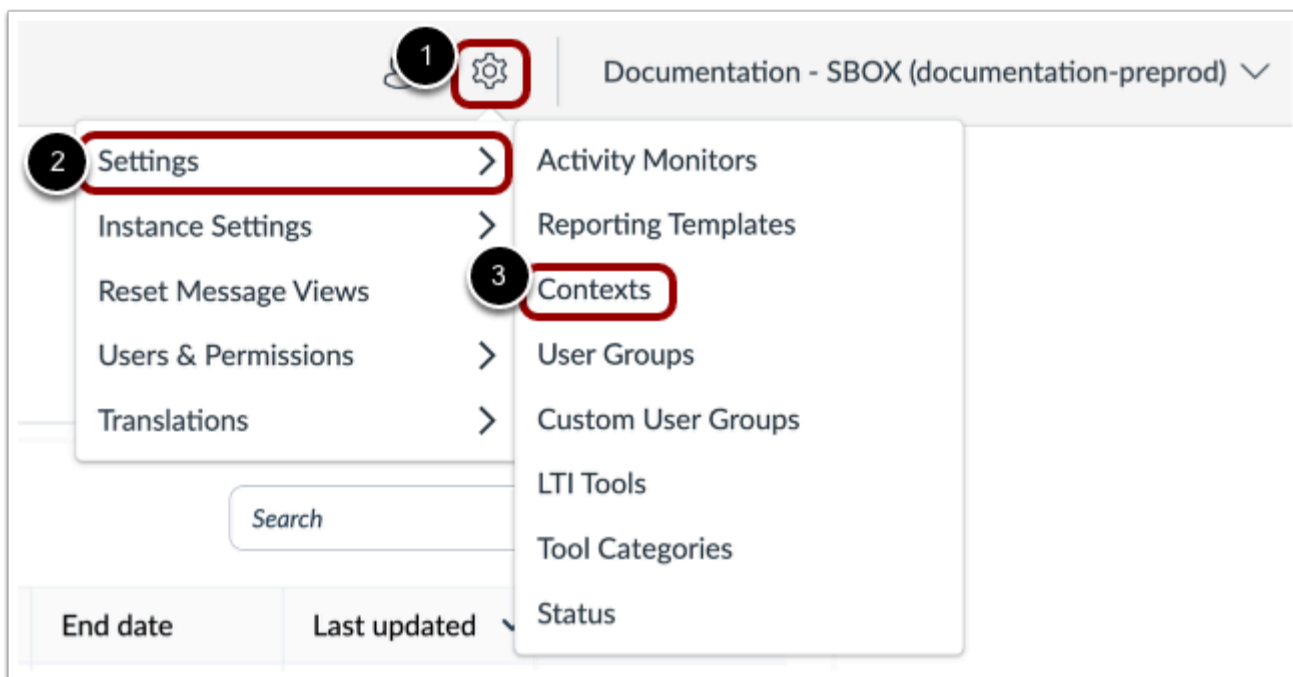 1
Documentation - SBOX (documentation-preprod)
2
Settings
Activity Monitors
Instance Settings
Reporting Templates
3
Reset Message Views
Contexts
Users & Permissions
User Groups
Translations
Custom User Groups
LTI Tools
Search
Tool Categories
End date
Last updated
Status